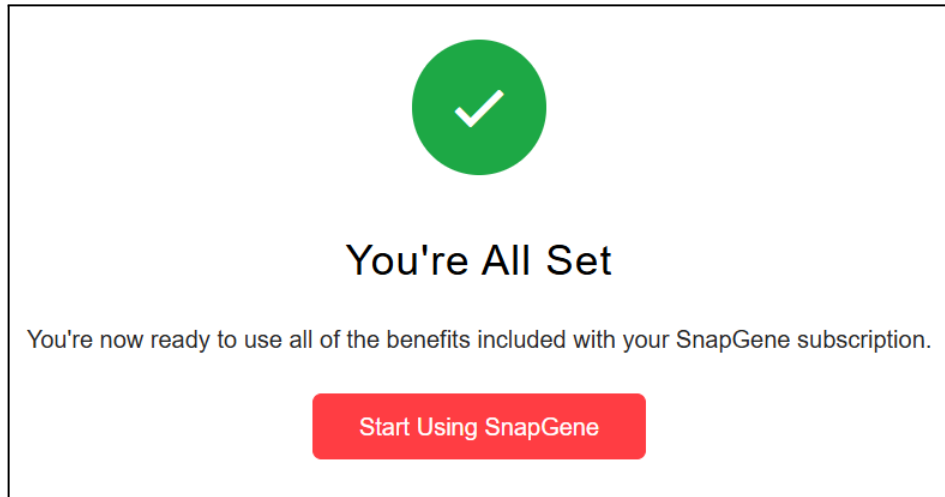 You're All Set
You're now ready to use all of the benefits included with your SnapGene subscription.
Start Using SnapGene